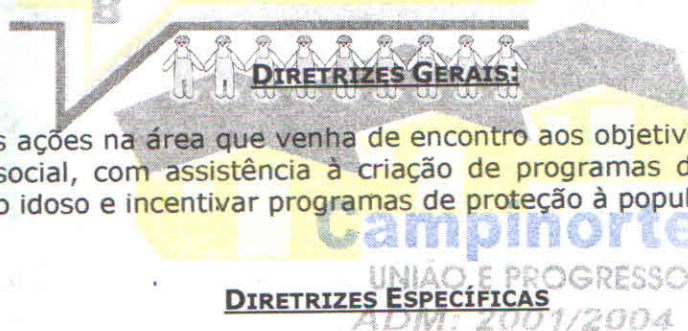 B
DIRETRIZES GERAIS:
s ações na área que venha de encontro aos objetiv
social, com assistência à criação de programas d
o idoso e incentivar programas de proteção à popul
Campinorte
UNIÃO E PROGRESSO
DIRETRIZES ESPECÍFICAS
ADM: 2001/2004